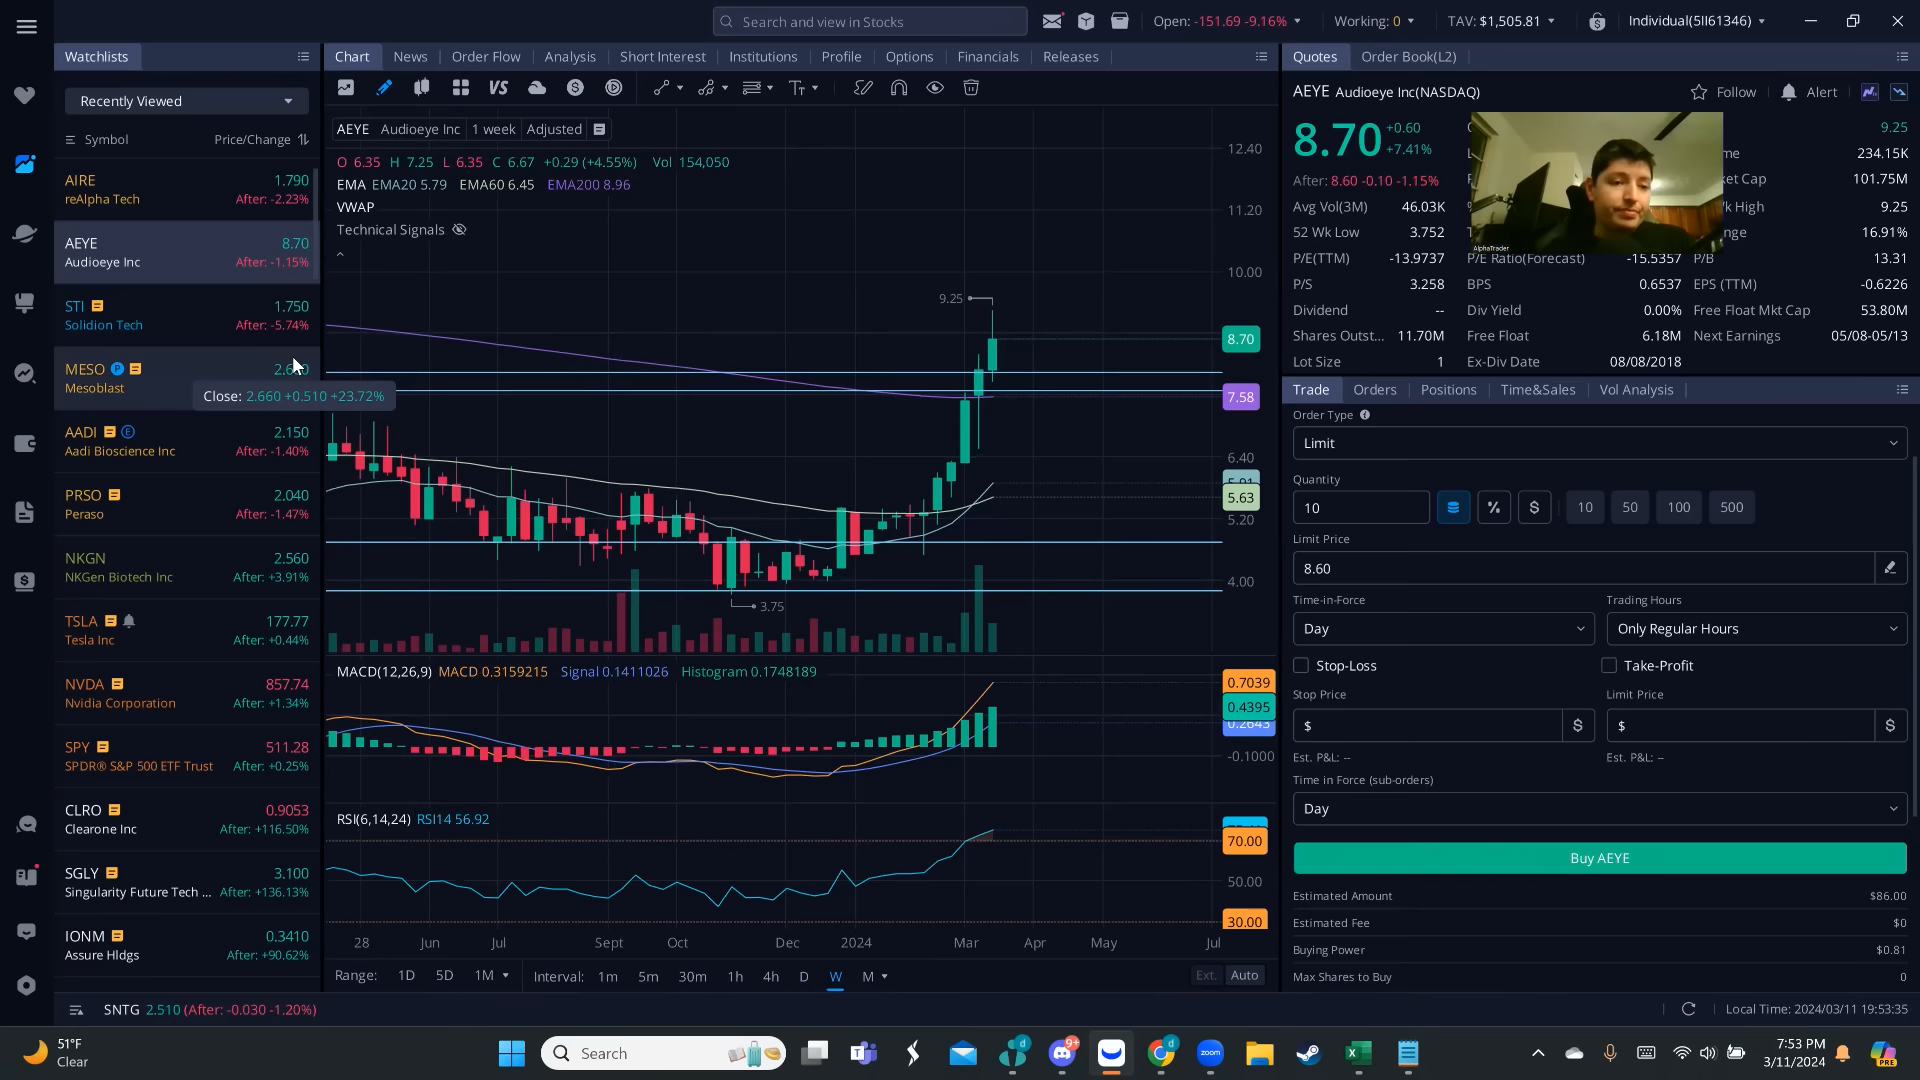 Search and view in Stocks
Open: -151.69 -9.16%
Working: 0
TAV: $1,505.81
Individual(5II61346)
Watchlists
Chart News Order Flow Analysis Short Interest Institutions Profile Options Financials Releases
Quotes Order Book(L2)
Recently Viewed
Symbol Price/Change
AIRE 1.790
reAlpha Tech After: -2.23%
AEYE 8.70
Audioeye Inc After: -1.15%
STI 1.750
Solidion Tech After: -5.74%
MESO P
Mesoblast
Close: 2.660 +0.510 +23.72%
AADI E 2.150
Aadi Bioscience Inc After: -1.40%
PRSO 2.040
Peraso After: -1.47%
NKGN 2.560
NKGen Biotech Inc After: +3.91%
TSLA 177.77
Tesla Inc After: +0.44%
NVDA 857.74
Nvidia Corporation After: +1.34%
SPY 511.28
SPDR® S&P 500 ETF Trust After: +0.25%
CLRO 0.9053
Clearone Inc After: +116.50%
SGLY 3.100
Singularity Future Tech ... After: +136.13%
IONM 0.3410
Assure Hldgs After: +90.62%
VS
Tт
AEYE Audioeye Inc 1 week Adjusted
O 6.35 H 7.25 L 6.35 C 6.67 +0.29 (+4.55%) Vol 154,050
EMA EMA20 5.79 EMA60 6.45 EMA200 8.96
VWAP
Technical Signals
12.40
11.20
10.00
9.25
8.70
7.58
6.40
5.63
5.20
4.00
3.75
MACD(12,26,9) MACD 0.3159215 Signal 0.1411026 Histogram 0.1748189
0.7039
0.4395
0.2643
-0.1000
RSI(6,14,24) RSI14 56.92
70.00
50.00
30.00
28 Jun Jul Sept Oct Dec 2024 Mar Apr May Jul
Range: 1D 5D 1M Interval: 1m 5m 30m 1h 4h D W M Ext. Auto
AEYE Audioeye Inc(NASDAQ) Follow Alert
8.70 +0.60
+7.41%
9.25
234.15K
After: 8.60 -0.10 -1.15% 101.75M
Avg Vol(3M) 46.03K 9.25
52 Wk Low 3.752 16.91%
AlphaTrader
P/E(TTM) -13.9737 P/E Ratio(Forecast) -15.5357 P/B 13.31
P/S 3.258 BPS 0.6537 EPS (TTM) -0.6226
Dividend -- Div Yield 0.00% Free Float Mkt Cap 53.80M
Shares Outst... 11.70M Free Float 6.18M Next Earnings 05/08-05/13
Lot Size 1 Ex-Div Date 08/08/2018
Trade Orders Positions Time&Sales Vol Analysis
Order Type
Limit
Quantity
10 % $ 10 50 100 500
Limit Price
8.60
Time-in-Force Trading Hours
Day Only Regular Hours
Stop-Loss Take-Profit
Stop Price Limit Price
$ $ $ $
Est. P&L: -- Est. P&L: --
Time in Force (sub-orders)
Day
Buy AEYE
Estimated Amount $86.00
Estimated Fee $0
Buying Power $0.81
Max Shares to Buy 0
SNTG 2.510 (After: -0.030 -1.20%)
Local Time: 2024/03/11 19:53:35
51°F
Clear
Search
9+
zoom
7:53 PM
3/11/2024
PRE